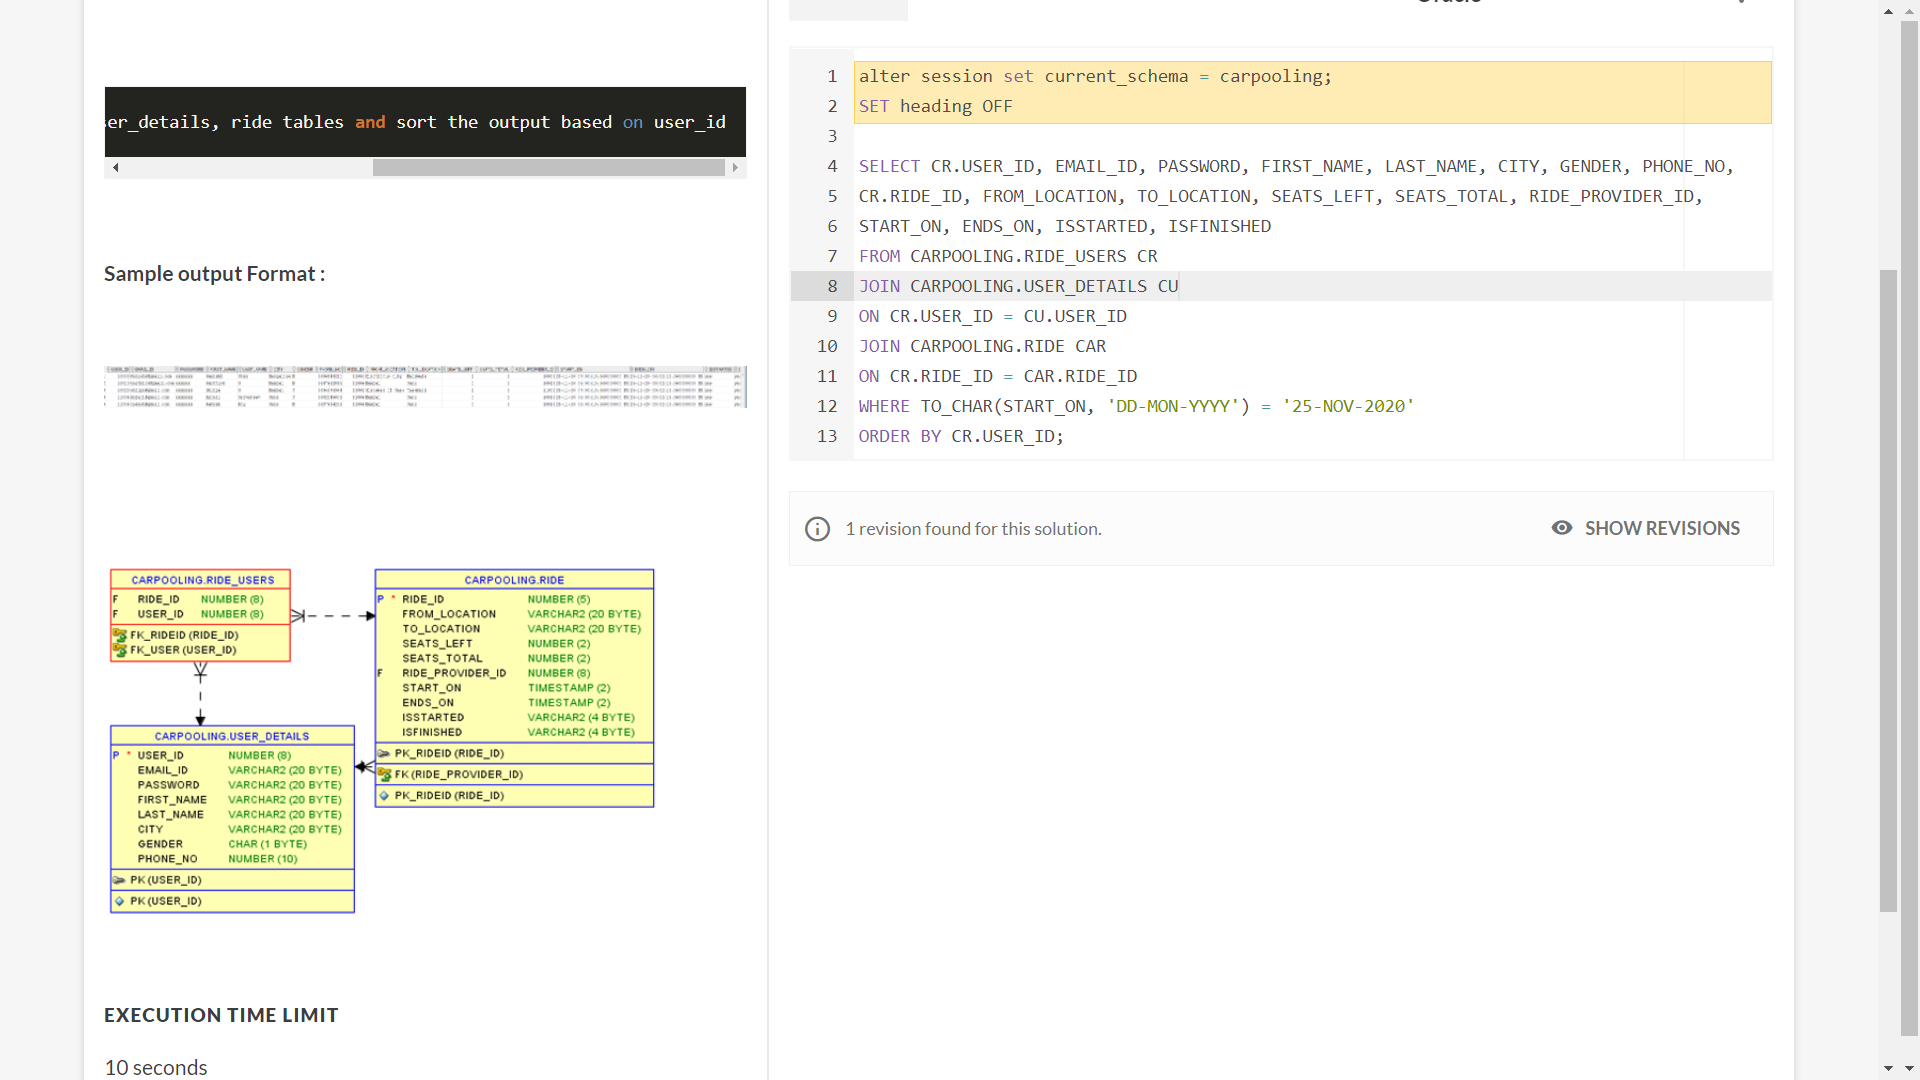 er_details, ride tables and sort the output based on user_id
Sample output Format :
CARPOOLING.RIDE_USERS
F RIDE_ID NUMBER (8)
F USER_ID NUMBER (8)
FK_RIDEID (RIDE_ID)
FK_USER (USER_ID)
CARPOOLING.RIDE
P * RIDE_ID NUMBER (5)
FROM_LOCATION VARCHAR2 (20 BYTE)
TO_LOCATION VARCHAR2 (20 BYTE)
SEATS_LEFT NUMBER (2)
SEATS_TOTAL NUMBER (2)
F RIDE_PROVIDER_ID NUMBER (8)
START_ON TIMESTAMP (2)
ENDS_ON TIMESTAMP (2)
ISSTARTED VARCHAR2 (4 BYTE)
ISFINISHED VARCHAR2 (4 BYTE)
PK_RIDEID (RIDE_ID)
FK (RIDE_PROVIDER_ID)
PK_RIDEID (RIDE_ID)
CARPOOLING.USER_DETAILS
P * USER_ID NUMBER (8)
EMAIL_ID VARCHAR2 (20 BYTE)
PASSWORD VARCHAR2 (20 BYTE)
FIRST_NAME VARCHAR2 (20 BYTE)
LAST_NAME VARCHAR2 (20 BYTE)
CITY VARCHAR2 (20 BYTE)
GENDER CHAR (1 BYTE)
PHONE_NO NUMBER (10)
PK (USER_ID)
PK (USER_ID)
EXECUTION TIME LIMIT
10 seconds
1 alter session set current_schema = carpooling;
2 SET heading OFF
3
4 SELECT CR.USER_ID, EMAIL_ID, PASSWORD, FIRST_NAME, LAST_NAME, CITY, GENDER, PHONE_NO,
5 CR.RIDE_ID, FROM_LOCATION, TO_LOCATION, SEATS_LEFT, SEATS_TOTAL, RIDE_PROVIDER_ID,
6 START_ON, ENDS_ON, ISSTARTED, ISFINISHED
7 FROM CARPOOLING.RIDE_USERS CR
8 JOIN CARPOOLING.USER_DETAILS CU
9 ON CR.USER_ID = CU.USER_ID
10 JOIN CARPOOLING.RIDE CAR
11 ON CR.RIDE_ID = CAR.RIDE_ID
12 WHERE TO_CHAR(START_ON, 'DD-MON-YYYY') = '25-NOV-2020'
13 ORDER BY CR.USER_ID;
1 revision found for this solution.
SHOW REVISIONS